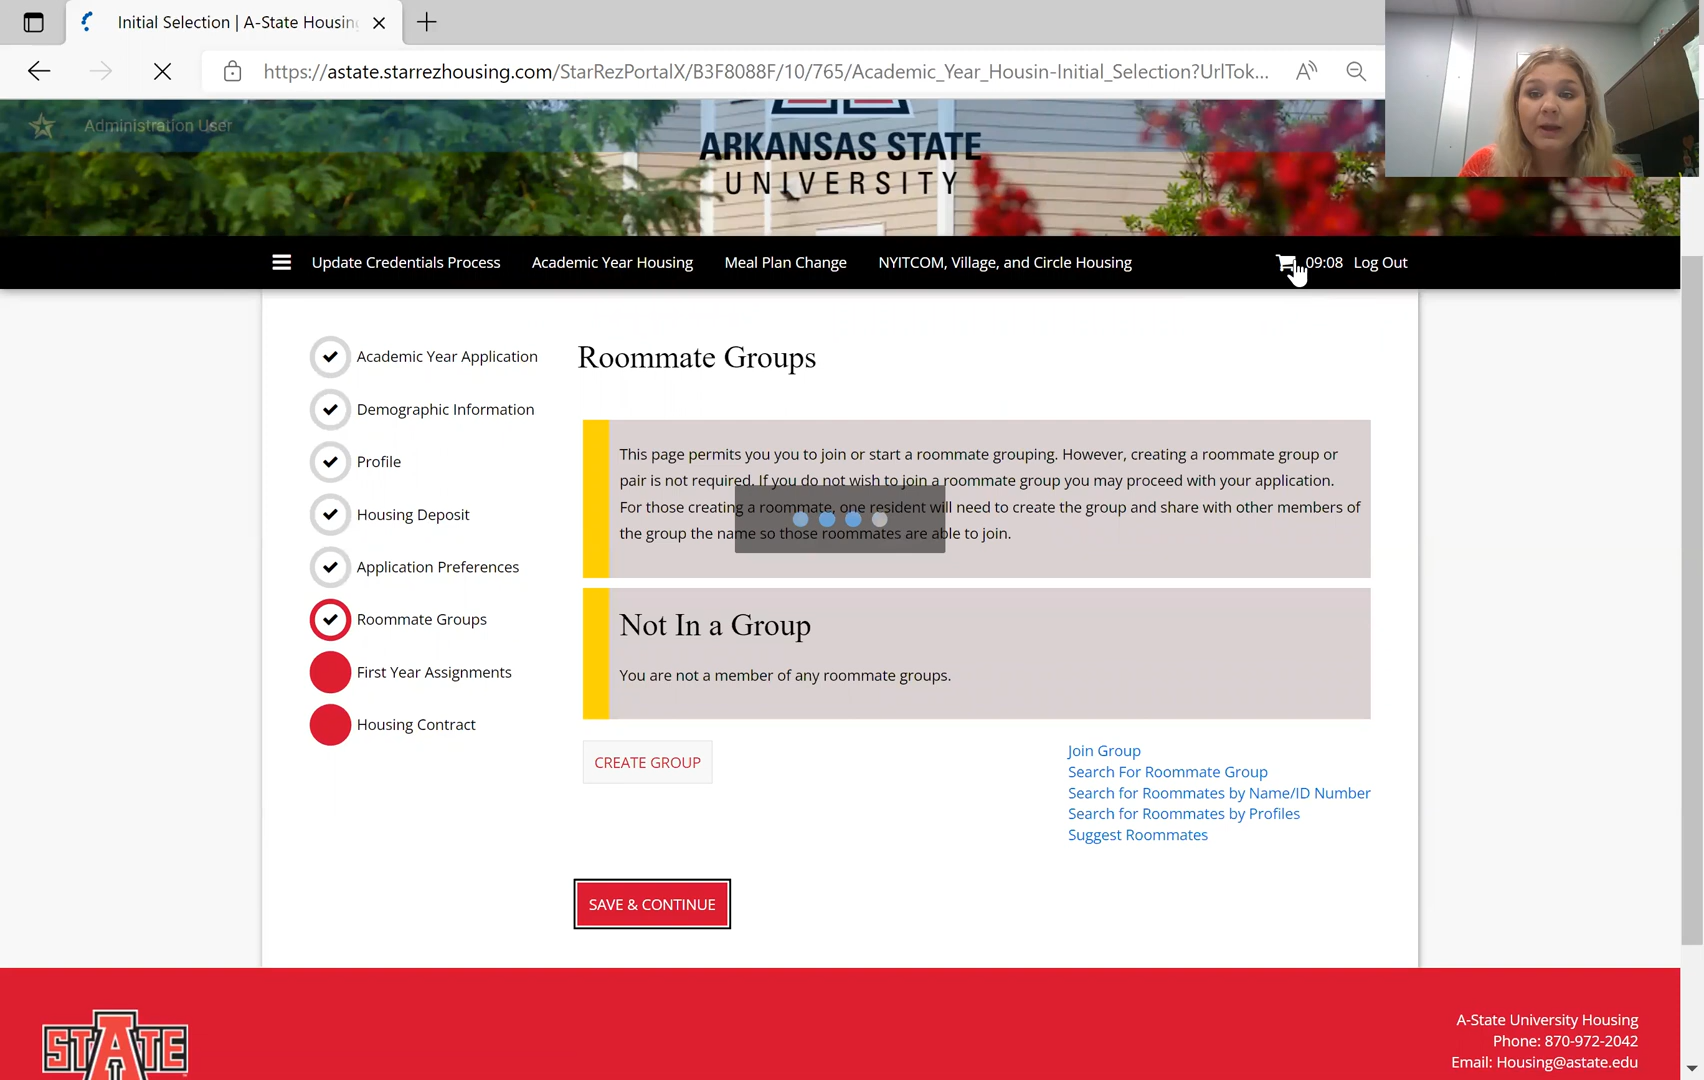 Initial Selection | A-State Housing
https://astate.starrezhousing.com/StarRezPortalX/B3F8088F/10/765/Academic_Year_Housin-Initial_Selection?UrlTok...
Administration User
ARKANSAS STATE
UNIVERSITY
Update Credentials Process
Academic Year Housing
Meal Plan Change
NYITCOM, Village, and Circle Housing
09:08
Log Out
Academic Year Application
Demographic Information
Profile
Housing Deposit
Application Preferences
Roommate Groups
First Year Assignments
Housing Contract
Roommate Groups
This page permits you you to join or start a roommate grouping. However, creating a roommate group or
pair is not required. If you do not wish to join a roommate group you may proceed with your application.
For those creating a roommate, one resident will need to create the group and share with other members of
the group the name so those roommates are able to join.
Not In a Group
You are not a member of any roommate groups.
CREATE GROUP
Join Group
Search For Roommate Group
Search for Roommates by Name/ID Number
Search for Roommates by Profiles
Suggest Roommates
SAVE & CONTINUE
STATE
A-State University Housing
Phone: 870-972-2042
Email: Housing@astate.edu